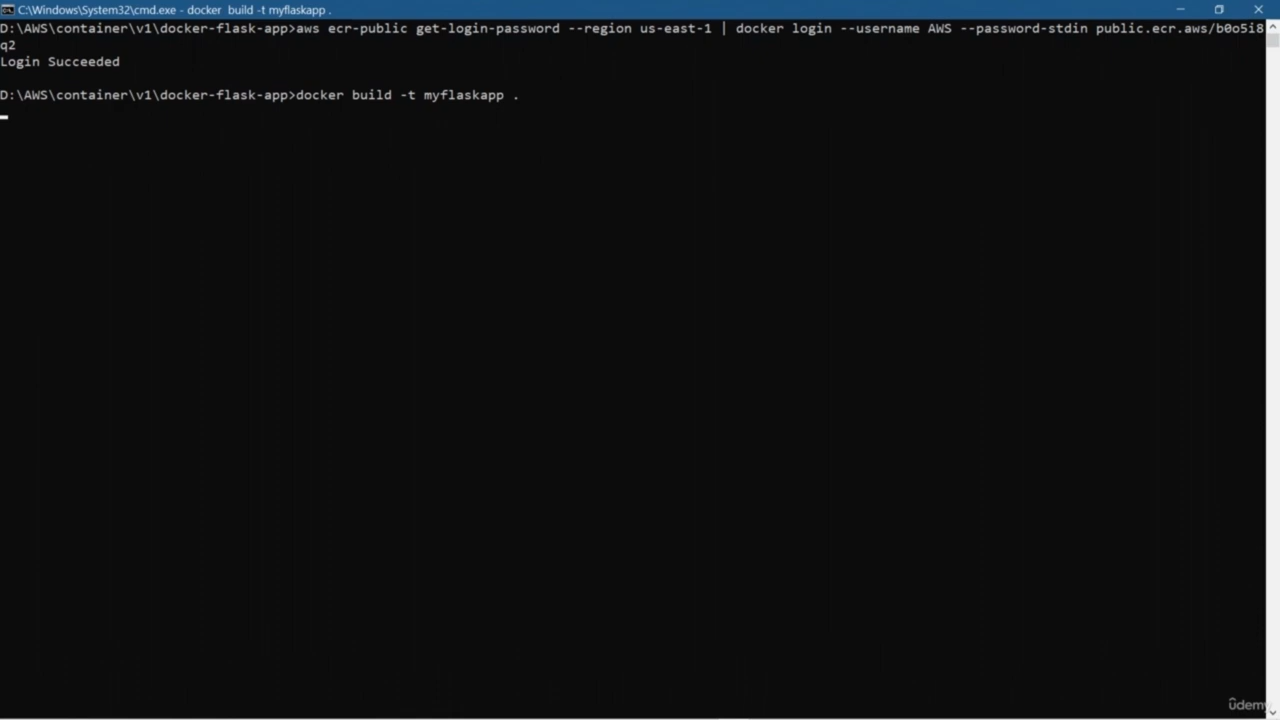 C:\Windows\System32\cmd.exe - docker  build -t myflaskapp .
D:\AWS\container\v1\docker-flask-app>aws ecr-public get-login-password --region us-east-1 | docker login --username AWS --password-stdin public.ecr.aws/b0o5i8
q2
Login Succeeded
D:\AWS\container\v1\docker-flask-app>docker build -t myflaskapp .
ûdemy